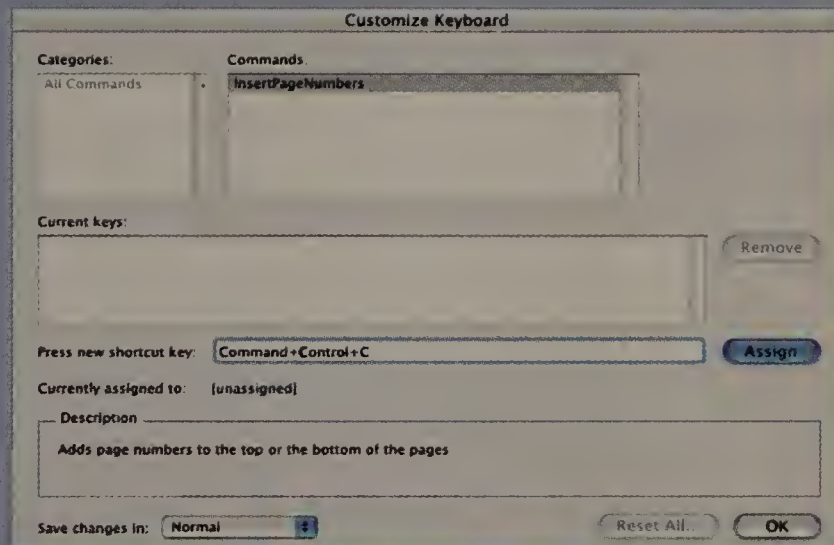 Customize Keyboard
Categories:
Commands
All Commands
InsertPageNumbers
Current keys:
Remove
Press new shortcut key:
Command+Control+C
Assign
Currently assigned to:
[unassigned]
Description
Adds page numbers to the top or the bottom of the pages
Save changes in:
Normal
Reset All...
OK